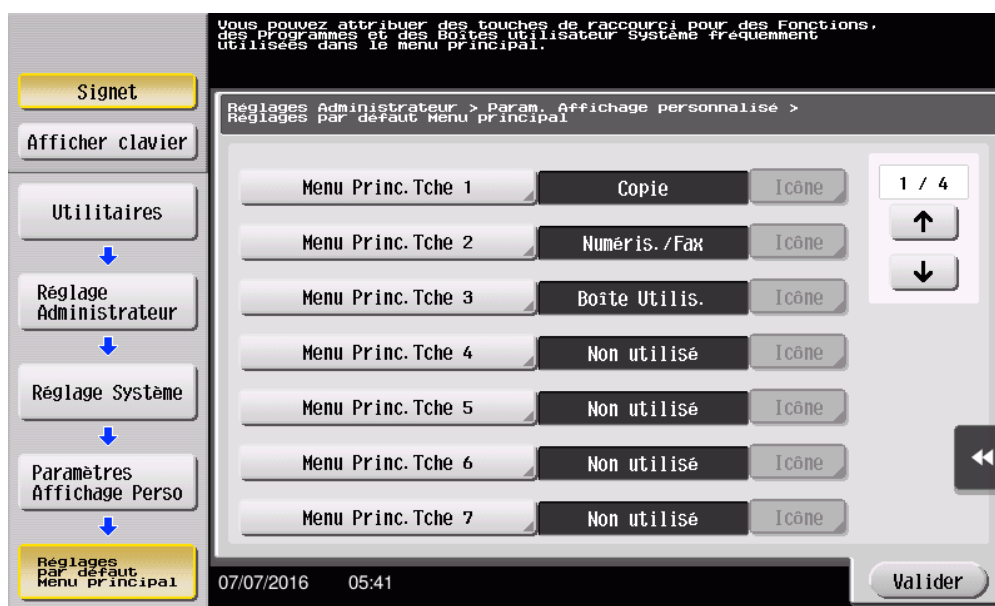 Vous pouvez attribuer des touches de raccourci pour des Fonctions,
des Programmes et des Boîtes utilisateur Système fréquemment
utilisées dans le menu principal.
Signet
Afficher clavier
Utilitaires
Réglage
Administrateur
Réglage Système
Paramètres
Affichage Perso
Réglages
par défaut
Menu principal
Réglages Administrateur > Param. Affichage personnalisé >
Réglages par défaut Menu principal
Menu Princ.Tche 1 Copie Icône
Menu Princ.Tche 2 Numéris./Fax Icône
Menu Princ.Tche 3 Boîte Utilis. Icône
Menu Princ.Tche 4 Non utilisé Icône
Menu Princ.Tche 5 Non utilisé Icône
Menu Princ.Tche 6 Non utilisé Icône
Menu Princ.Tche 7 Non utilisé Icône
1 / 4
07/07/2016 05:41
Valider